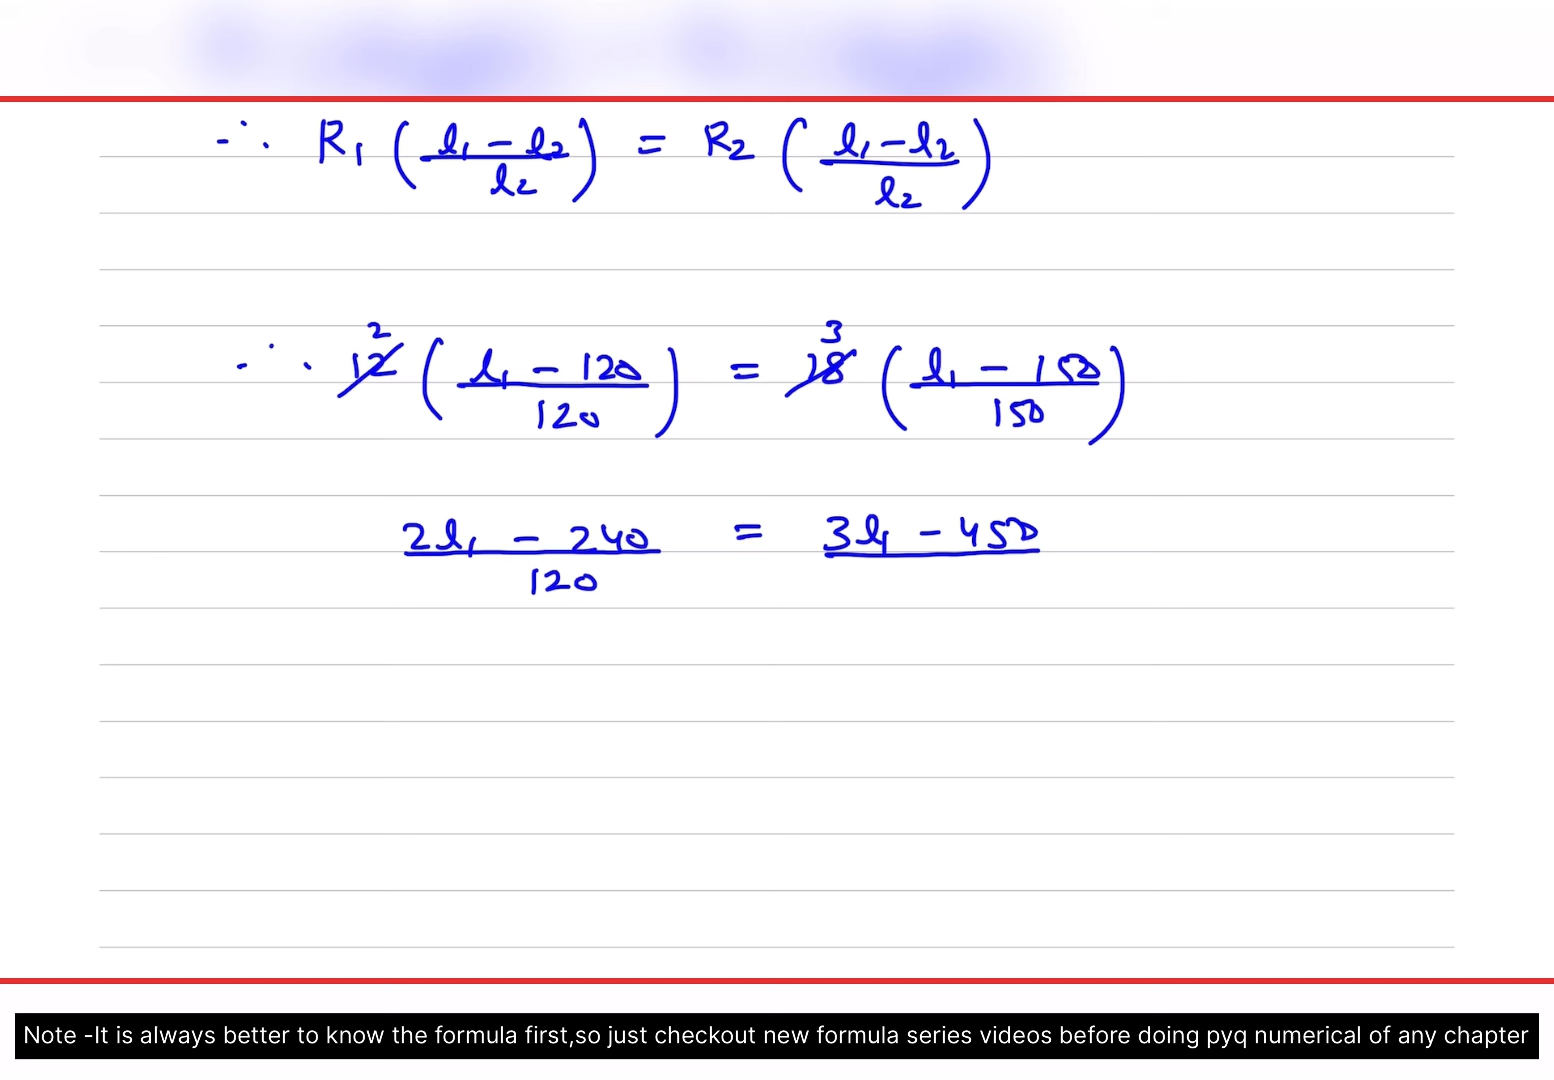 ∴ R₁ ( (l₁ - l₂) / l₂ ) = R₂ ( (l₁ - l₂) / l₂ )
2 3
∴ 12 ( (l₁ - 120) / 120 ) = 18 ( (l₁ - 150) / 150 )
(2l₁ - 240) / 120 = 3l₁ - 450
Note -It is always better to know the formula first,so just checkout new formula series videos before doing pyq numerical of any chapter